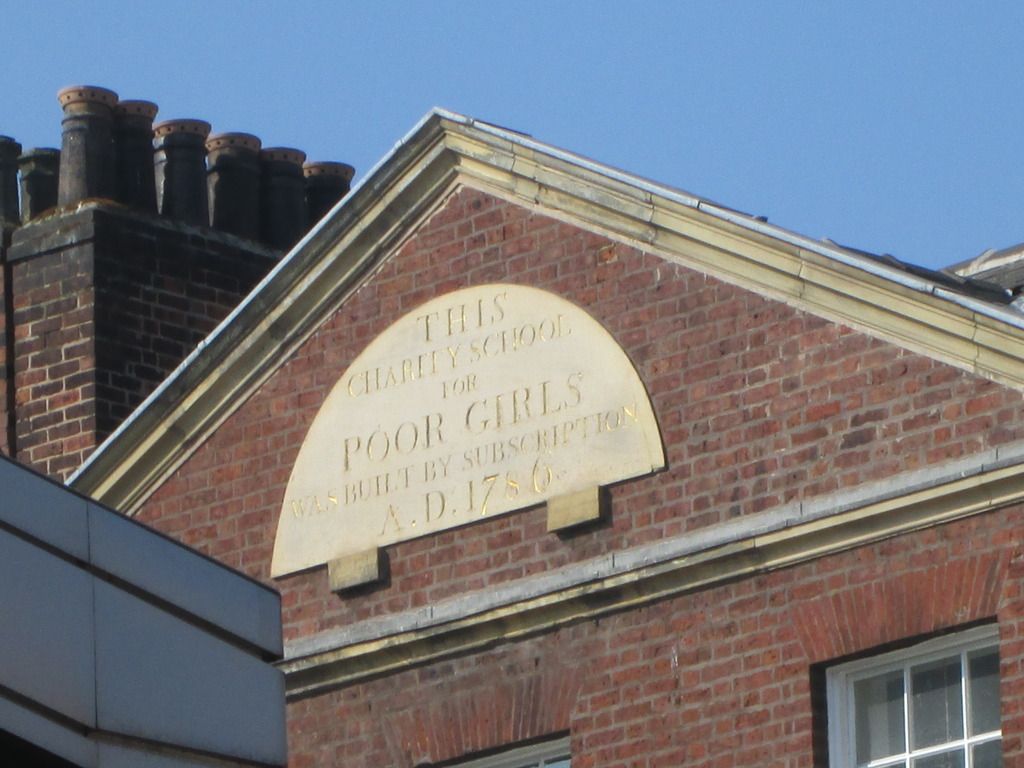 THIS
CHARITY SCHOOL
FOR
POOR GIRLS
WAS BUILT BY SUBSCRIPTION
A.D.1786